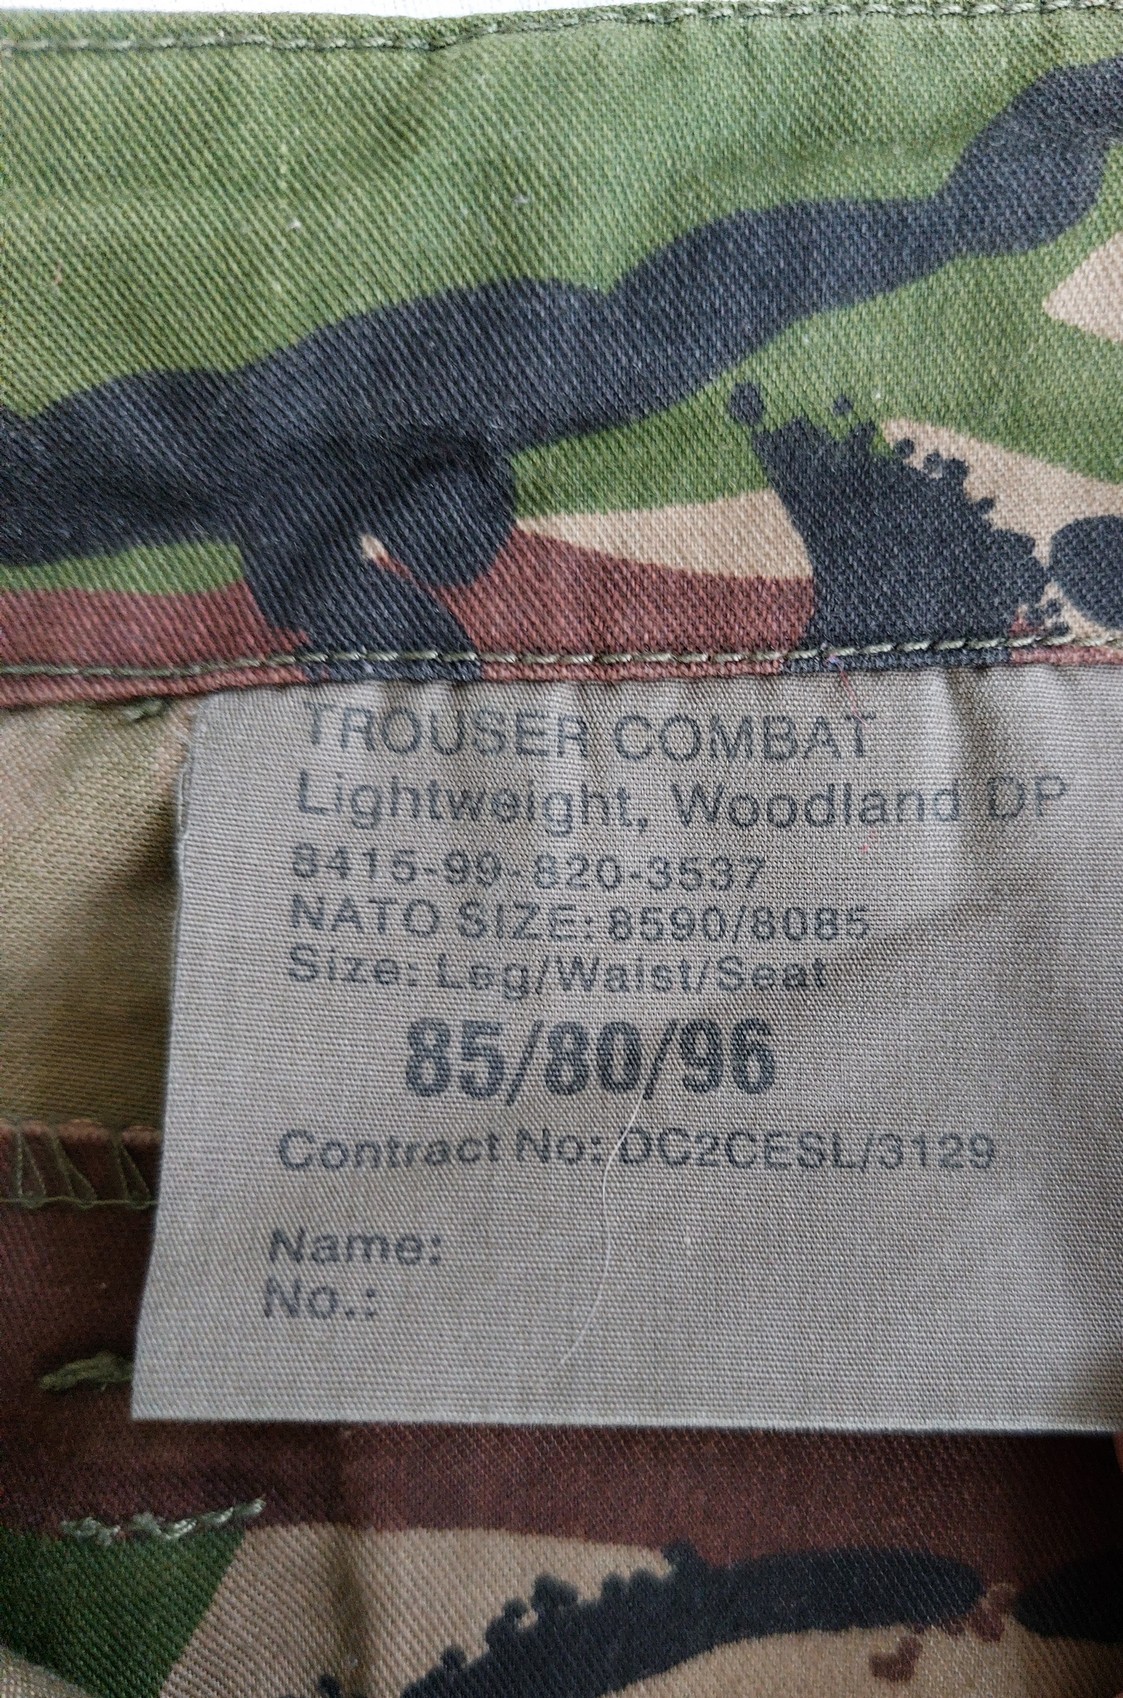 TROUSER COMBAT
Lightweight, Woodland DP
8415-99-820-3537
NATO SIZE: 8590/8085
Size: Leg/Waist/Seat
85/80/96
Contract No: DC2CESL/3129
Name:
No.: